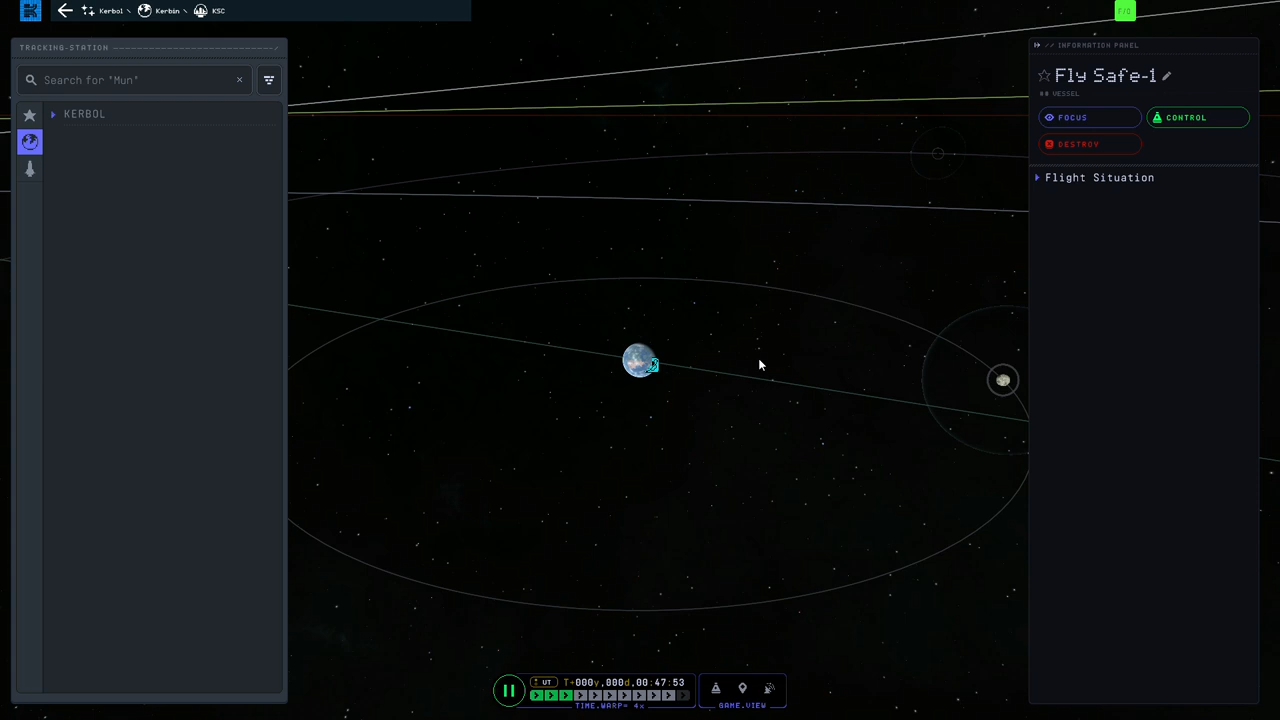 Kerbol \ Kerbin \ KSC
T/O
TRACKING-STATION
Search for "Mun"
KERBOL
// INFORMATION PANEL
Fly Safe-1
VESSEL
FOCUS
CONTROL
DESTROY
Flight Situation
UT T+000y,000d,00:47:53
TIME.WARP= 4x
GAME.VIEW